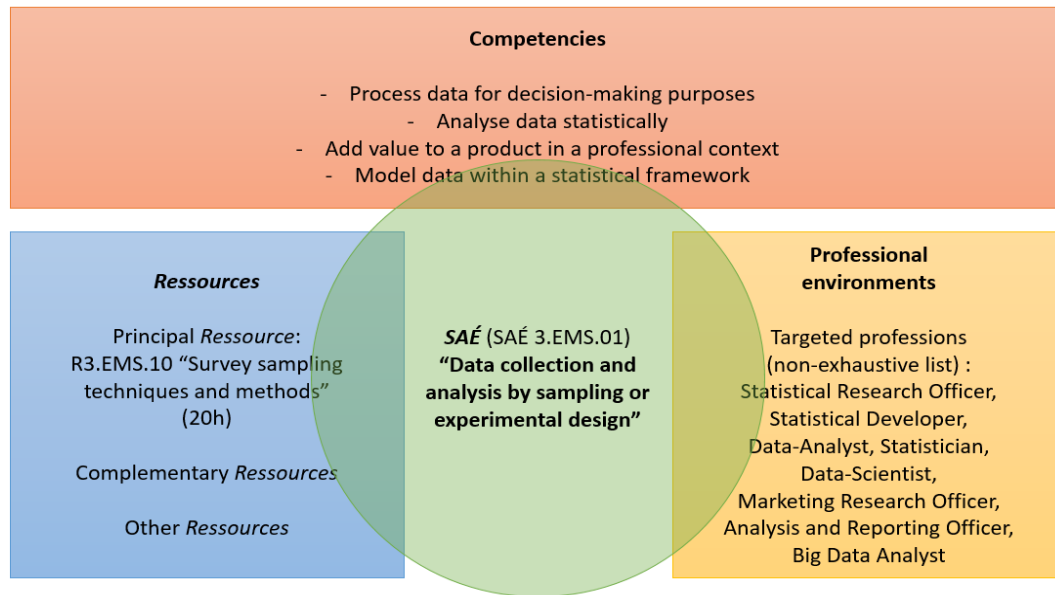 Competencies
- Process data for decision-making purposes
- Analyse data statistically
- Add value to a product in a professional context
- Model data within a statistical framework
Ressources
Principal Ressource:
R3.EMS.10 “Survey sampling
techniques and methods”
(20h)
Complementary Ressources
Other Ressources
SAÉ (SAÉ 3.EMS.01)
“Data collection and
analysis by sampling or
experimental design”
Professional
environments
Targeted professions
(non-exhaustive list) :
Statistical Research Officer,
Statistical Developer,
Data-Analyst, Statistician,
Data-Scientist,
Marketing Research Officer,
Analysis and Reporting Officer,
Big Data Analyst